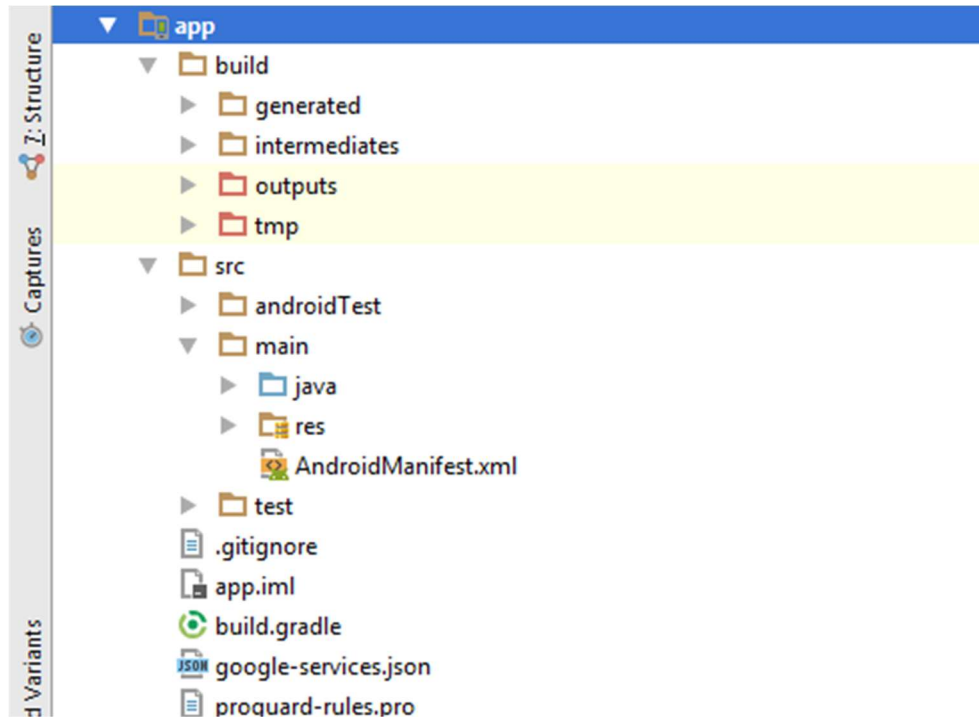 app
build
generated
intermediates
outputs
tmp
src
androidTest
main
java
res
AndroidManifest.xml
test
.gitignore
app.iml
build.gradle
JSON google-services.json
proguard-rules.pro
7: Structure
Captures
d Variants